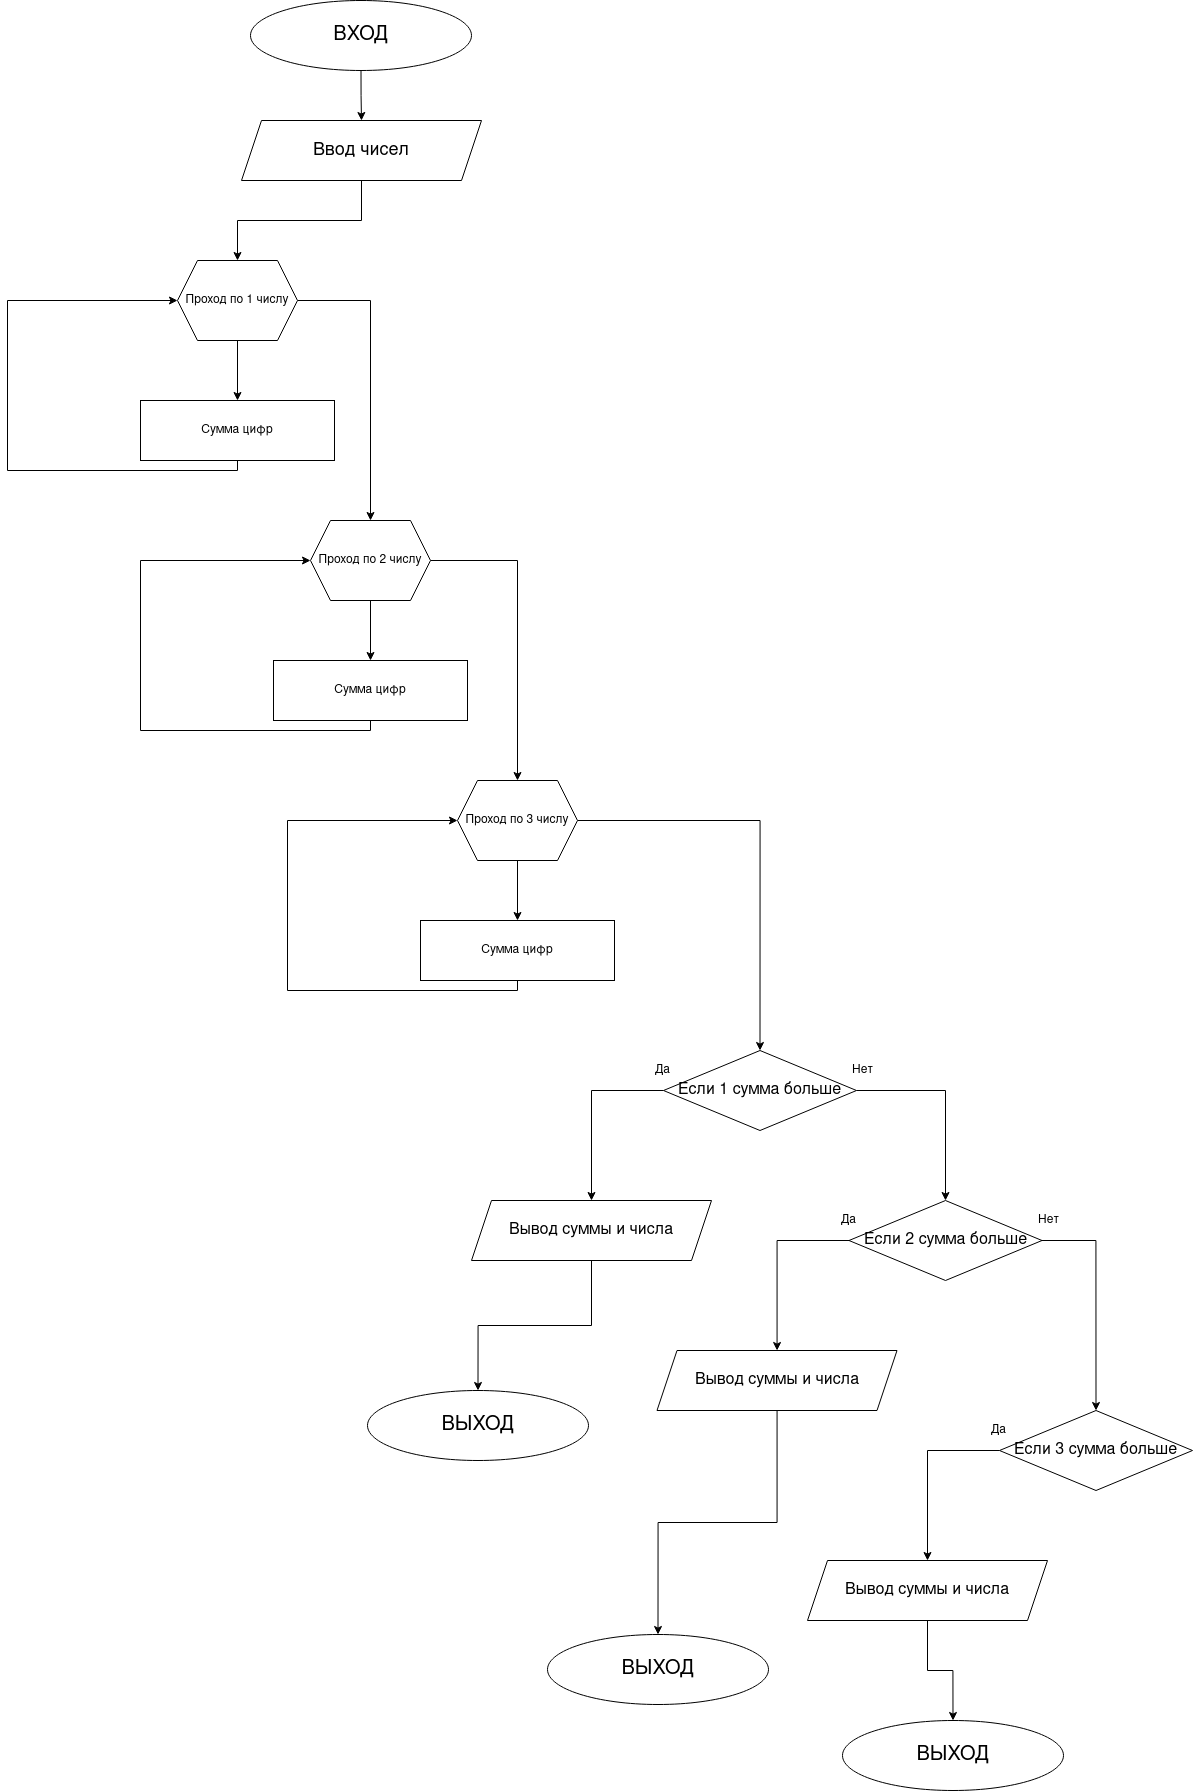 ВХОД
Ввод чисел
Проход по 1 числу
Сумма цифр
Проход по 2 числу
Сумма цифр
Проход по 3 числу
Сумма цифр
Да
Нет
Если 1 сумма больше
Вывод суммы и числа
Да
Нет
Если 2 сумма больше
Вывод суммы и числа
ВЫХОД
Да
Если 3 сумма больше
Вывод суммы и числа
ВЫХОД
ВЫХОД